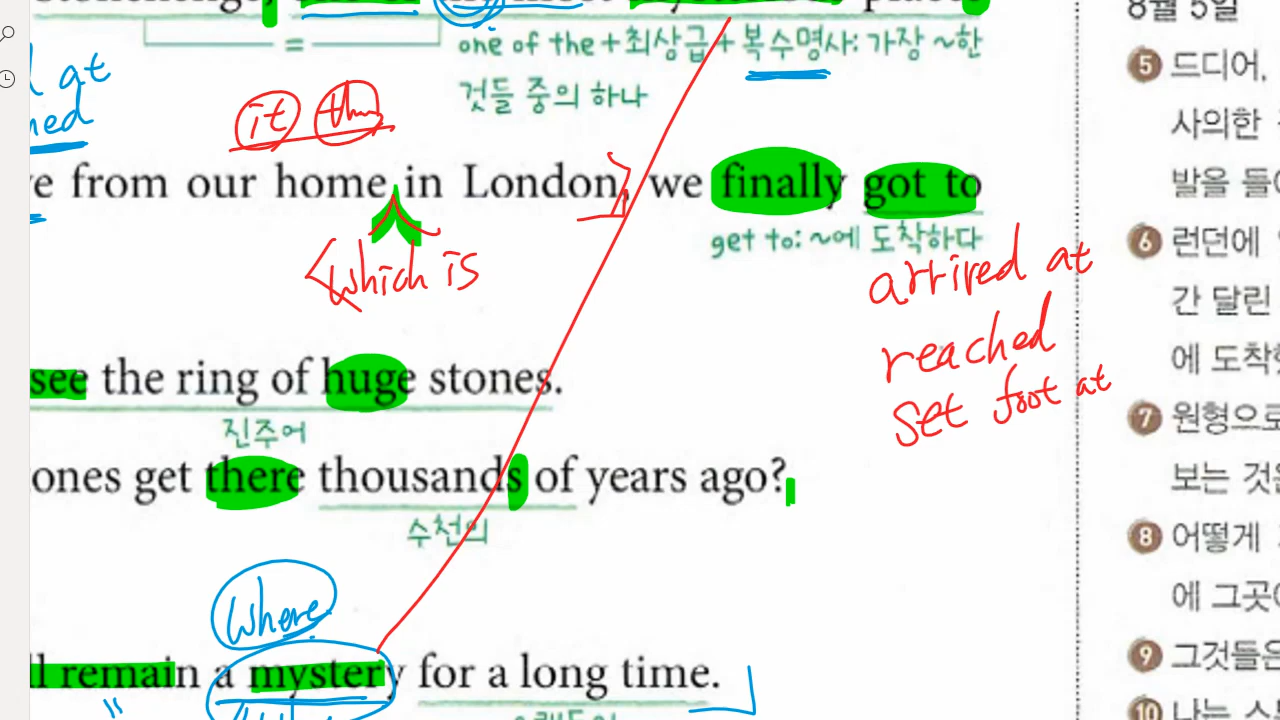 8월 5일
one of the + 최상급 + 복수명사: 가장 ~한
것들 중의 하나
at
it
e from our home in London, we finally got to
get to: ~에 도착하다
which is
arrived at
reached
set foot at
see the ring of huge stones.
진주어
ones get there thousands of years ago?
수천의
Where
remain a mystery for a long time.
5 드디어,
사의한
발을 들
6 런던에
간 달린
에 도착
7 원형으로
보는 것
8 어떻게
에 그곳
9 그것들은
10 나는